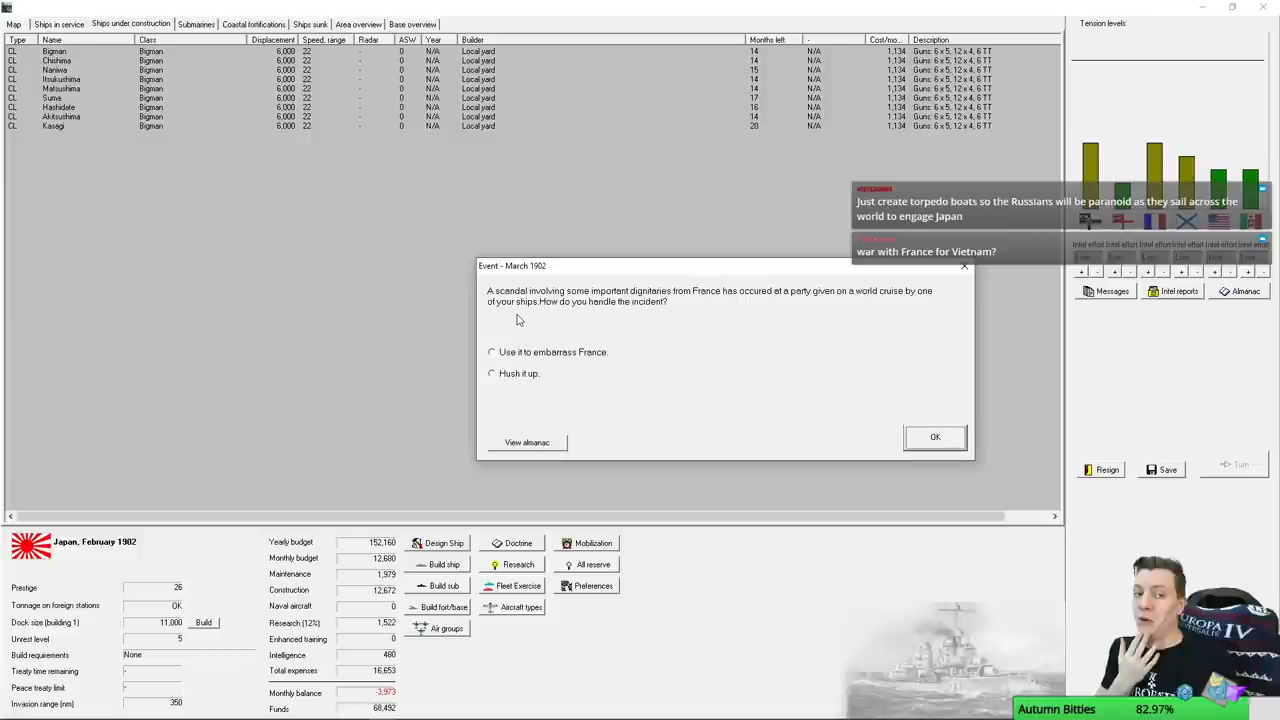 Map Ships in service Ships under construction Submarines Coastal fortifications Ships sunk Area overview Base overview
Type Name Class Displacement Speed, range Radar ASW Year Builder Months left - Cost/mo... Description
CL Bigman Bigman 6,000 22 - 0 N/A Local yard 14 N/A 1,134 Guns: 6 x 5, 12 x 4, 6 TT
CL Chishima Bigman 6,000 22 - 0 N/A Local yard 14 N/A 1,134 Guns: 6 x 5, 12 x 4, 6 TT
CL Naniwa Bigman 6,000 22 - 0 N/A Local yard 15 N/A 1,134 Guns: 6 x 5, 12 x 4, 6 TT
CL Itsukushima Bigman 6,000 22 - 0 N/A Local yard 14 N/A 1,134 Guns: 6 x 5, 12 x 4, 6 TT
CL Matsushima Bigman 6,000 22 - 0 N/A Local yard 14 N/A 1,134 Guns: 6 x 5, 12 x 4, 6 TT
CL Suma Bigman 6,000 22 - 0 N/A Local yard 17 N/A 1,134 Guns: 6 x 5, 12 x 4, 6 TT
CL Hashidate Bigman 6,000 22 - 0 N/A Local yard 16 N/A 1,134 Guns: 6 x 5, 12 x 4, 6 TT
CL Akitsushima Bigman 6,000 22 - 0 N/A Local yard 14 N/A 1,134 Guns: 6 x 5, 12 x 4, 6 TT
CL Kasagi Bigman 6,000 22 - 0 N/A Local yard 20 N/A 1,134 Guns: 6 x 5, 12 x 4, 6 TT
Tension levels
Just create torpedo boats so the Russians will be paranoid as they sail across the
world to engage Japan
war with France for Vietnam?
Intel effort Intel effort Intel effort Intel effort Intel effort Intel effort
+ - + - + - + - + - + -
Messages Intel reports Almanac
Event - March 1902
A scandal involving some important dignitaries from France has occured at a party given on a world cruise by one
of your ships.How do you handle the incident?
Use it to embarrass France.
Hush it up.
View almanac OK
Resign Save Turn
Japan, February 1902
Prestige 26
Tonnage on foreign stations OK
Dock size (building 1) 11,000 Build
Unrest level 5
Build requirements None
Treaty time remaining -
Peace treaty limit -
Invasion range (nm) 350
Yearly budget 152,160
Monthly budget 12,680
Maintenance 1,979
Construction 12,672
Naval aircraft 0
Research (12%) 1,522
Enhanced training 0
Intelligence 480
Total expenses 16,653
Monthly balance -3,973
Funds 68,492
Design Ship Doctrine Mobilization
Build ship Research All reserve
Build sub Fleet Exercise Preferences
Build fort/base Aircraft types
Air groups
EUROPA IV
Autumn Bitties 82.97%